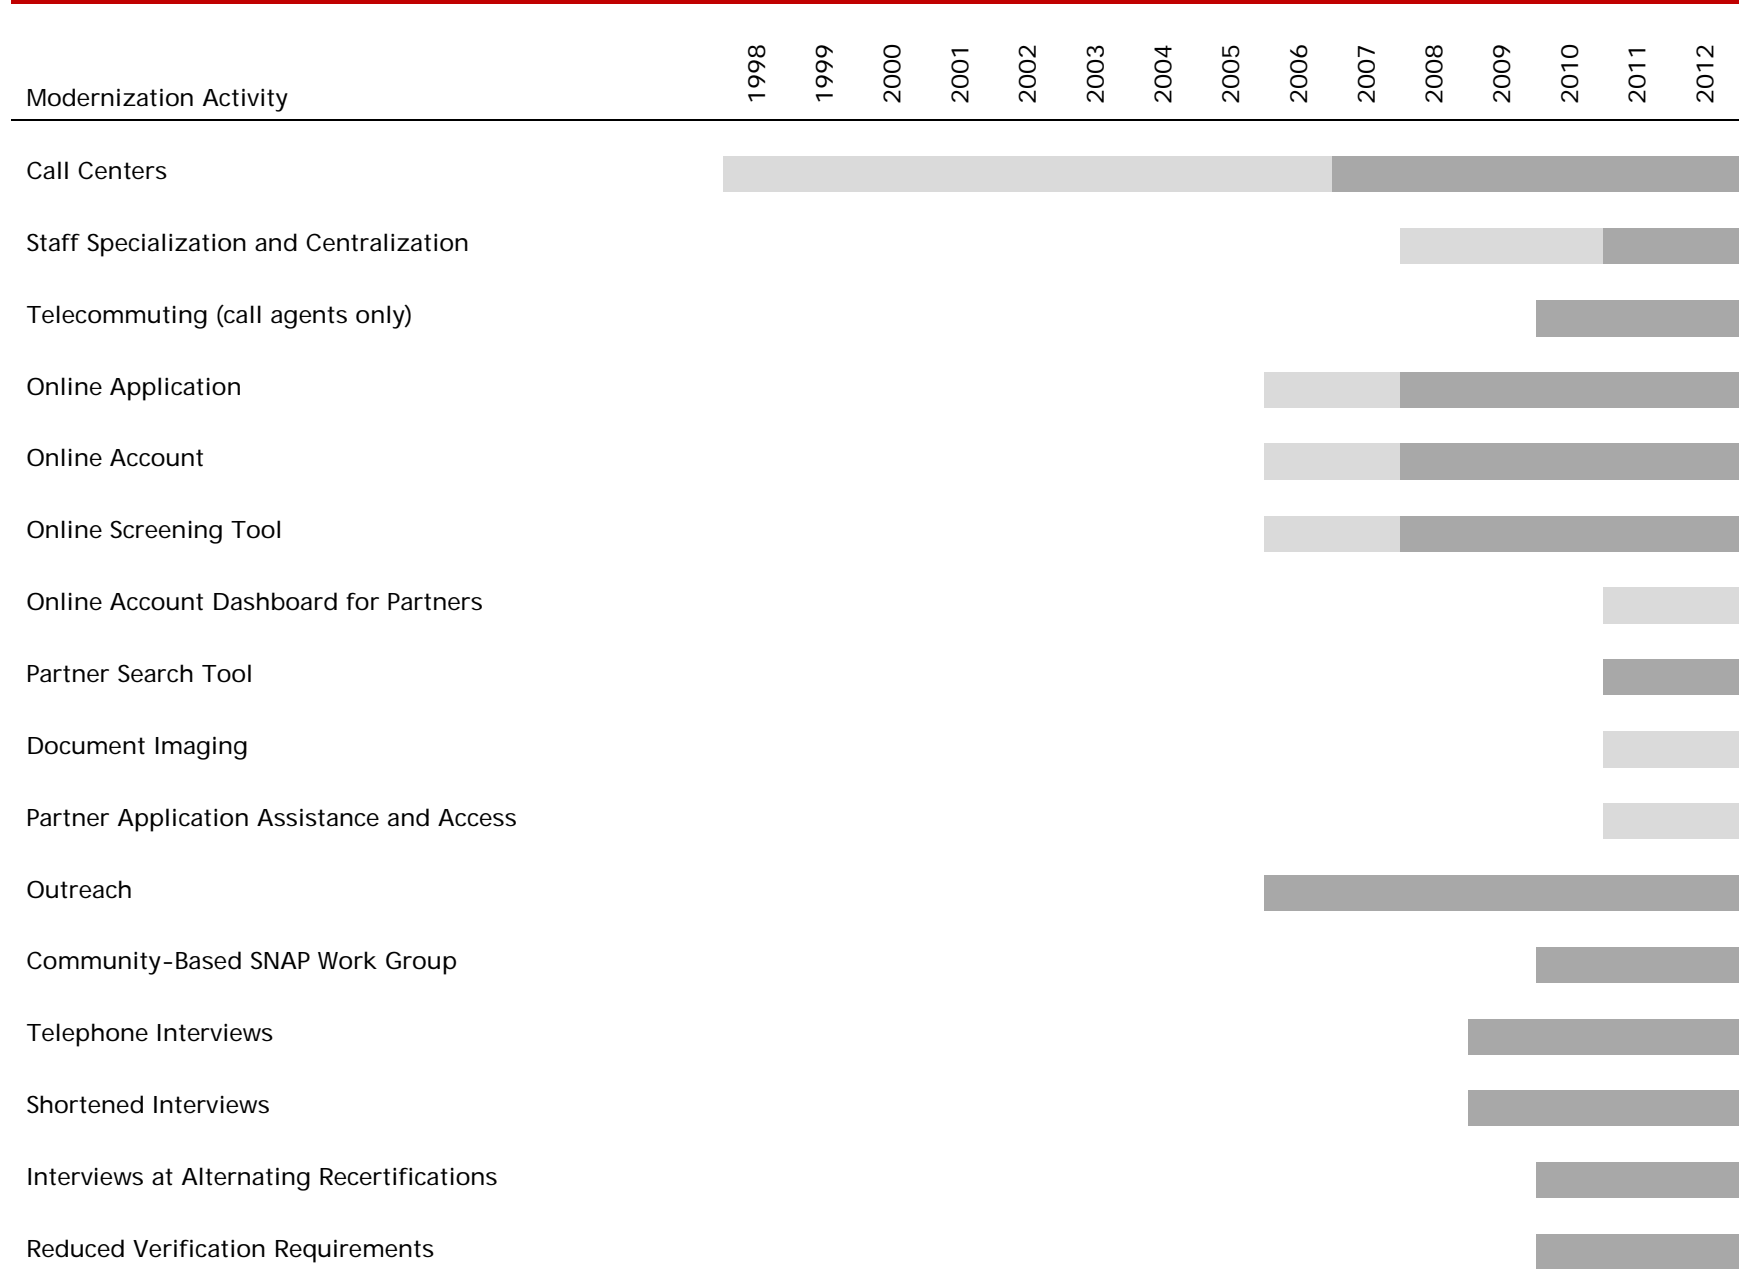 Modernization Activity 1998 1999 2000 2001 2002 2003 2004 2005 2006 2007 2008 2009 2010 2011 2012
Call Centers
Staff Specialization and Centralization
Telecommuting (call agents only)
Online Application
Online Account
Online Screening Tool
Online Account Dashboard for Partners
Partner Search Tool
Document Imaging
Partner Application Assistance and Access
Outreach
Community-Based SNAP Work Group
Telephone Interviews
Shortened Interviews
Interviews at Alternating Recertifications
Reduced Verification Requirements